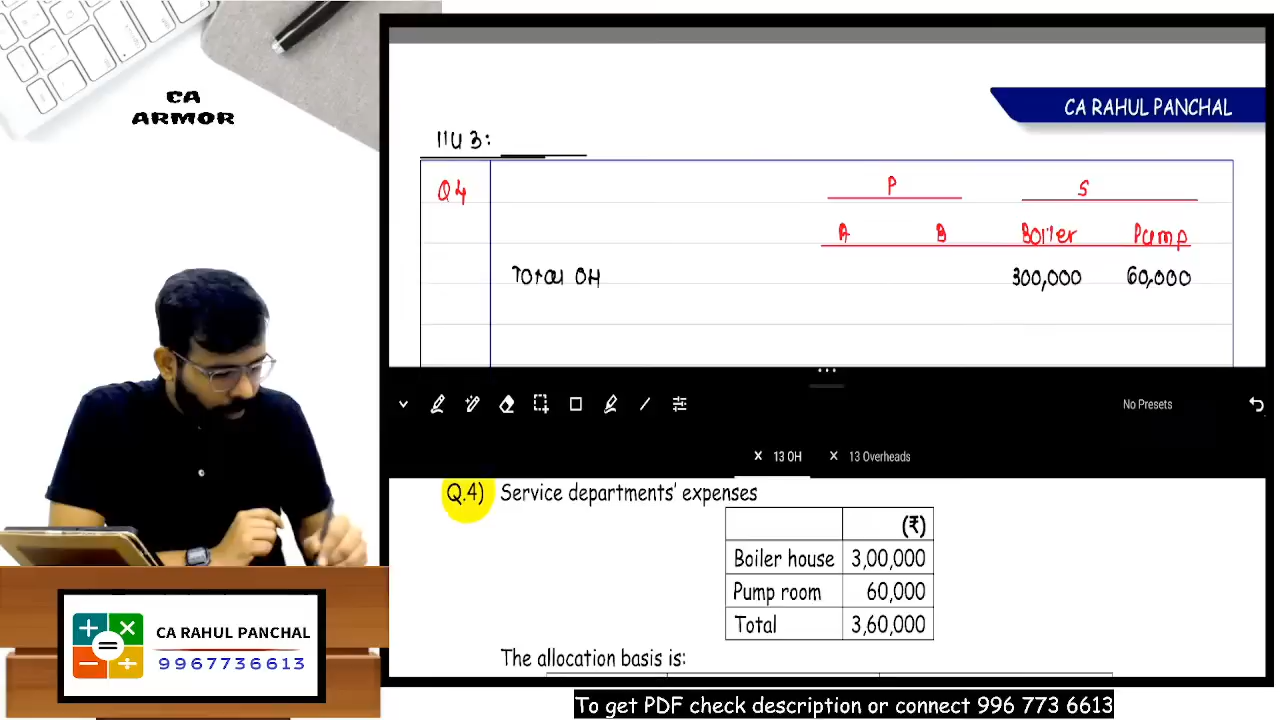 CA
ARMOR
CA RAHUL PANCHAL
ILLU 3:
Q4
P S
A B Boiler Pump
Total OH 300,000 60,000
No Presets
13 OH 13 Overheads
Q.4) Service departments' expenses
(₹)
Boiler house 3,00,000
Pump room 60,000
Total 3,60,000
The allocation basis is:
CA RAHUL PANCHAL
9967736613
To get PDF check description or connect 996 773 6613